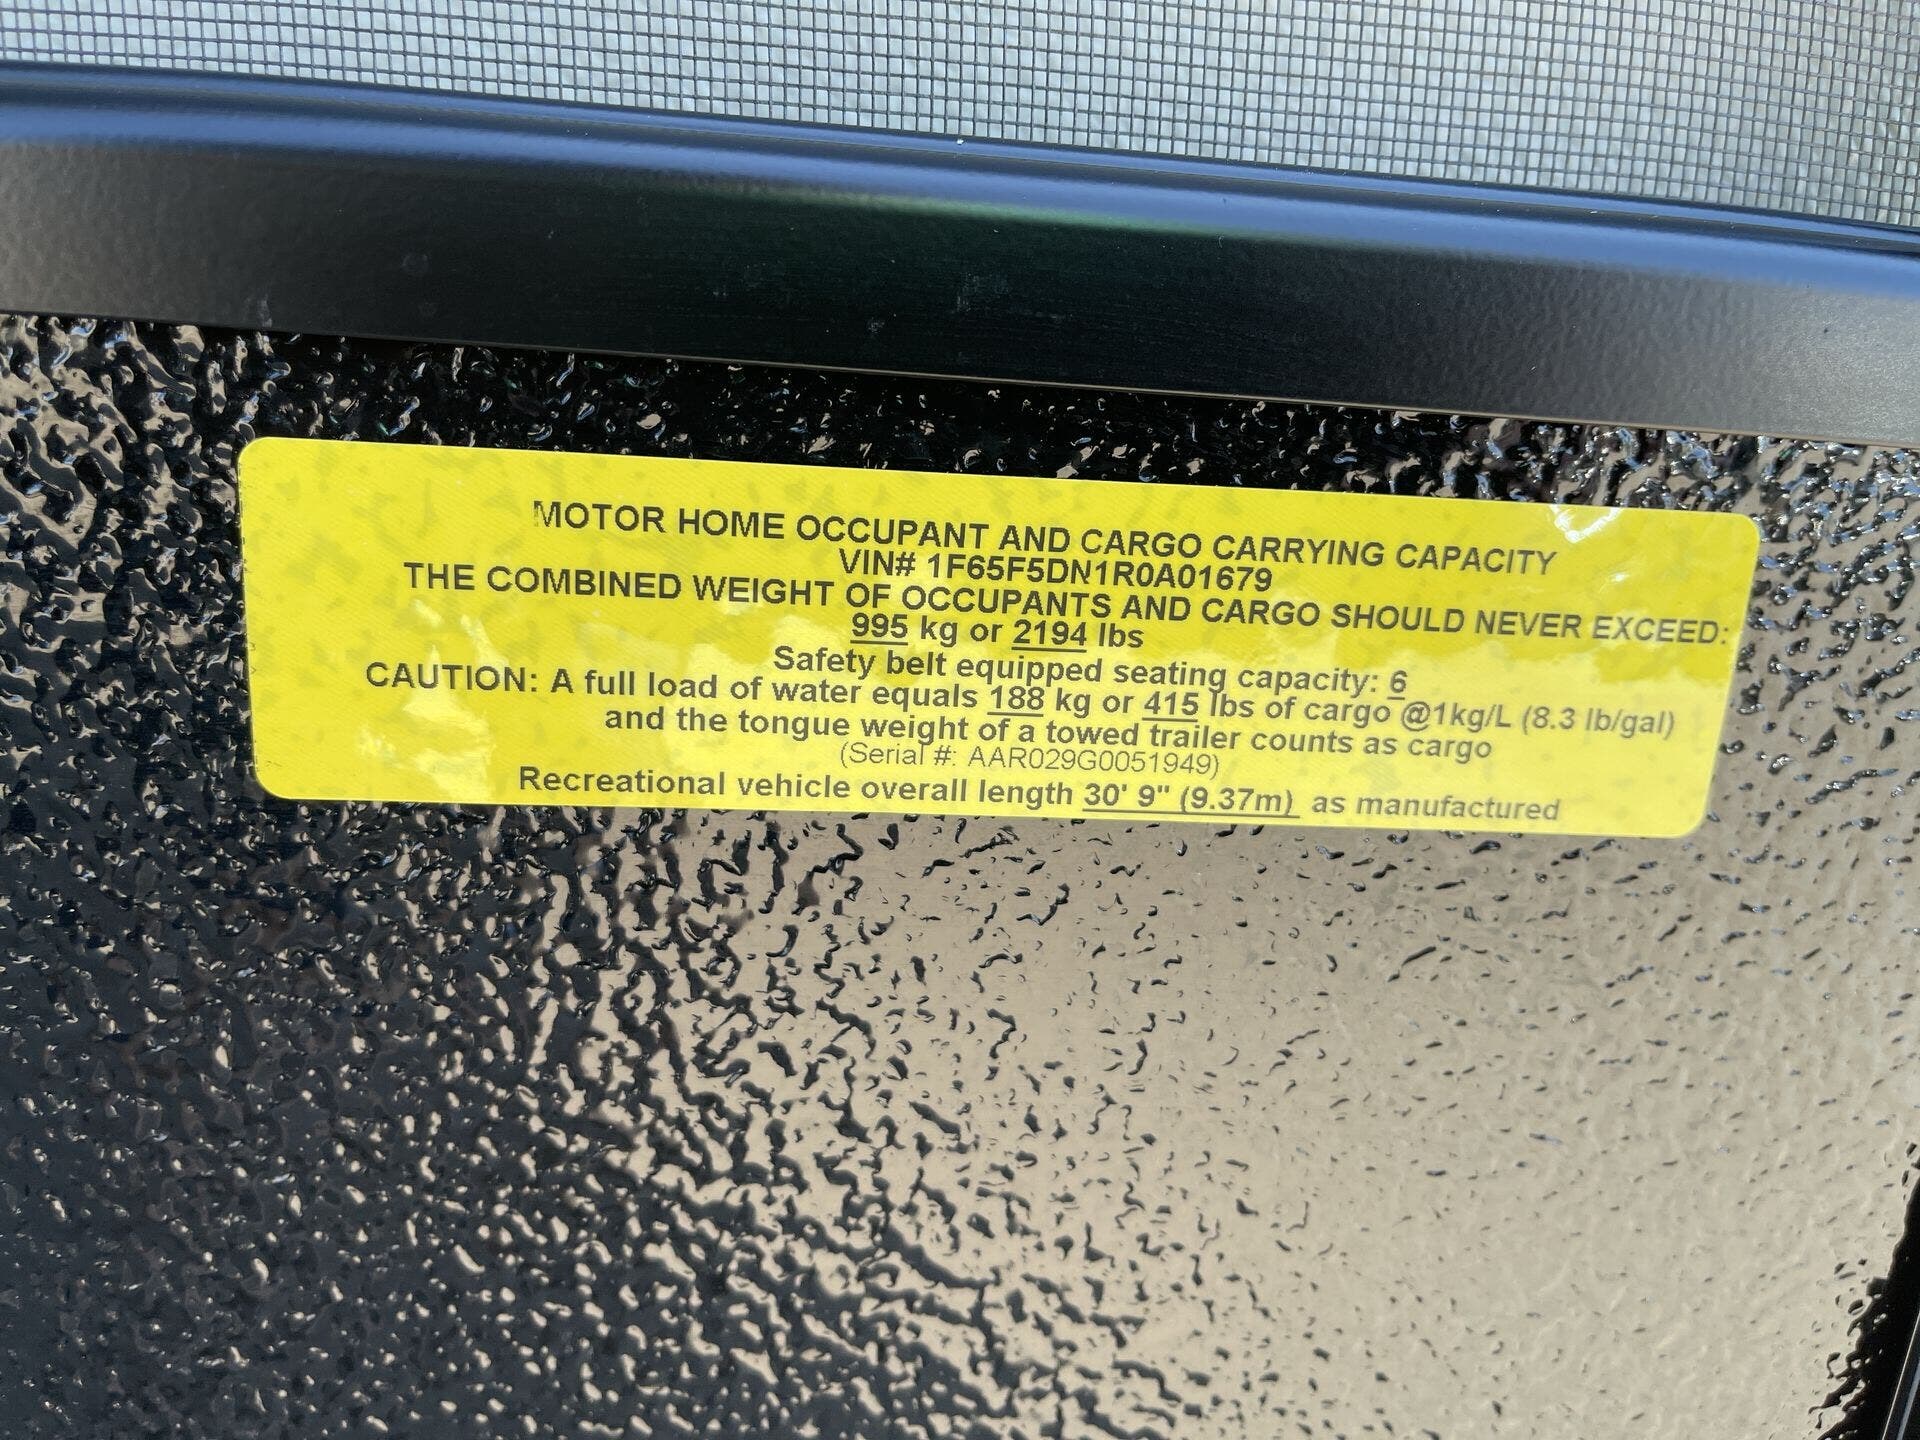 MOTOR HOME OCCUPANT AND CARGO CARRYING CAPACITY
VIN# 1F65F5DN1R0A01679
THE COMBINED WEIGHT OF OCCUPANTS AND CARGO SHOULD NEVER EXCEED:
995 kg or 2194 lbs
Safety belt equipped seating capacity: 6
CAUTION: A full load of water equals 188 kg or 415 lbs of cargo @1kg/L (8.3 lb/gal)
and the tongue weight of a towed trailer counts as cargo
(Serial #: AAR029G0051949)
Recreational vehicle overall length 30' 9" (9.37m) as manufactured